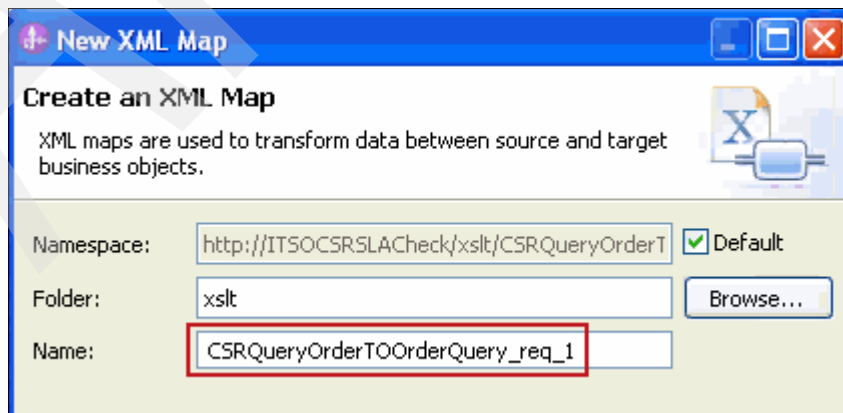 New XML Map
Create an XML Map
XML maps are used to transform data between source and target
business objects.
X
Namespace: http://ITSOCSRSLACheck/xslt/CSRQueryOrderT Default
Folder: xslt Browse...
Name: CSRQueryOrderTOOrderQuery_req_1